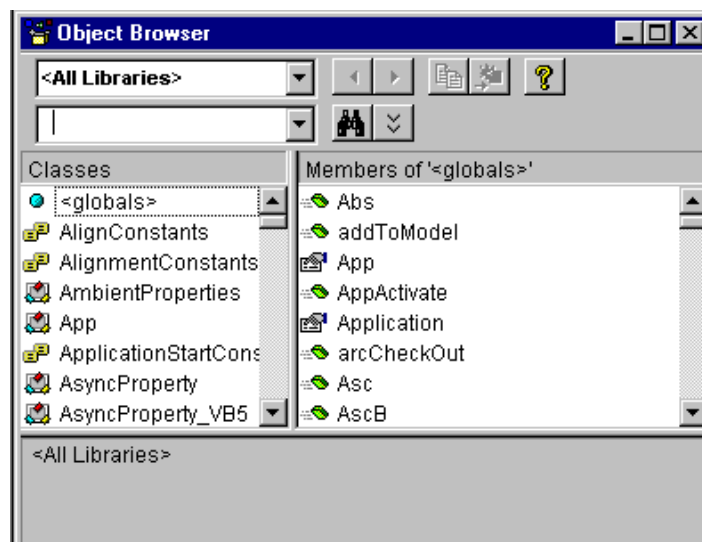 Object Browser
<All Libraries>
Classes
Members of '<globals>'
<globals>
AlignConstants
AlignmentConstants
AmbientProperties
App
ApplicationStartCons
AsyncProperty
AsyncProperty_VB5
Abs
addToModel
App
AppActivate
Application
arcCheckOut
Asc
AscB
<All Libraries>